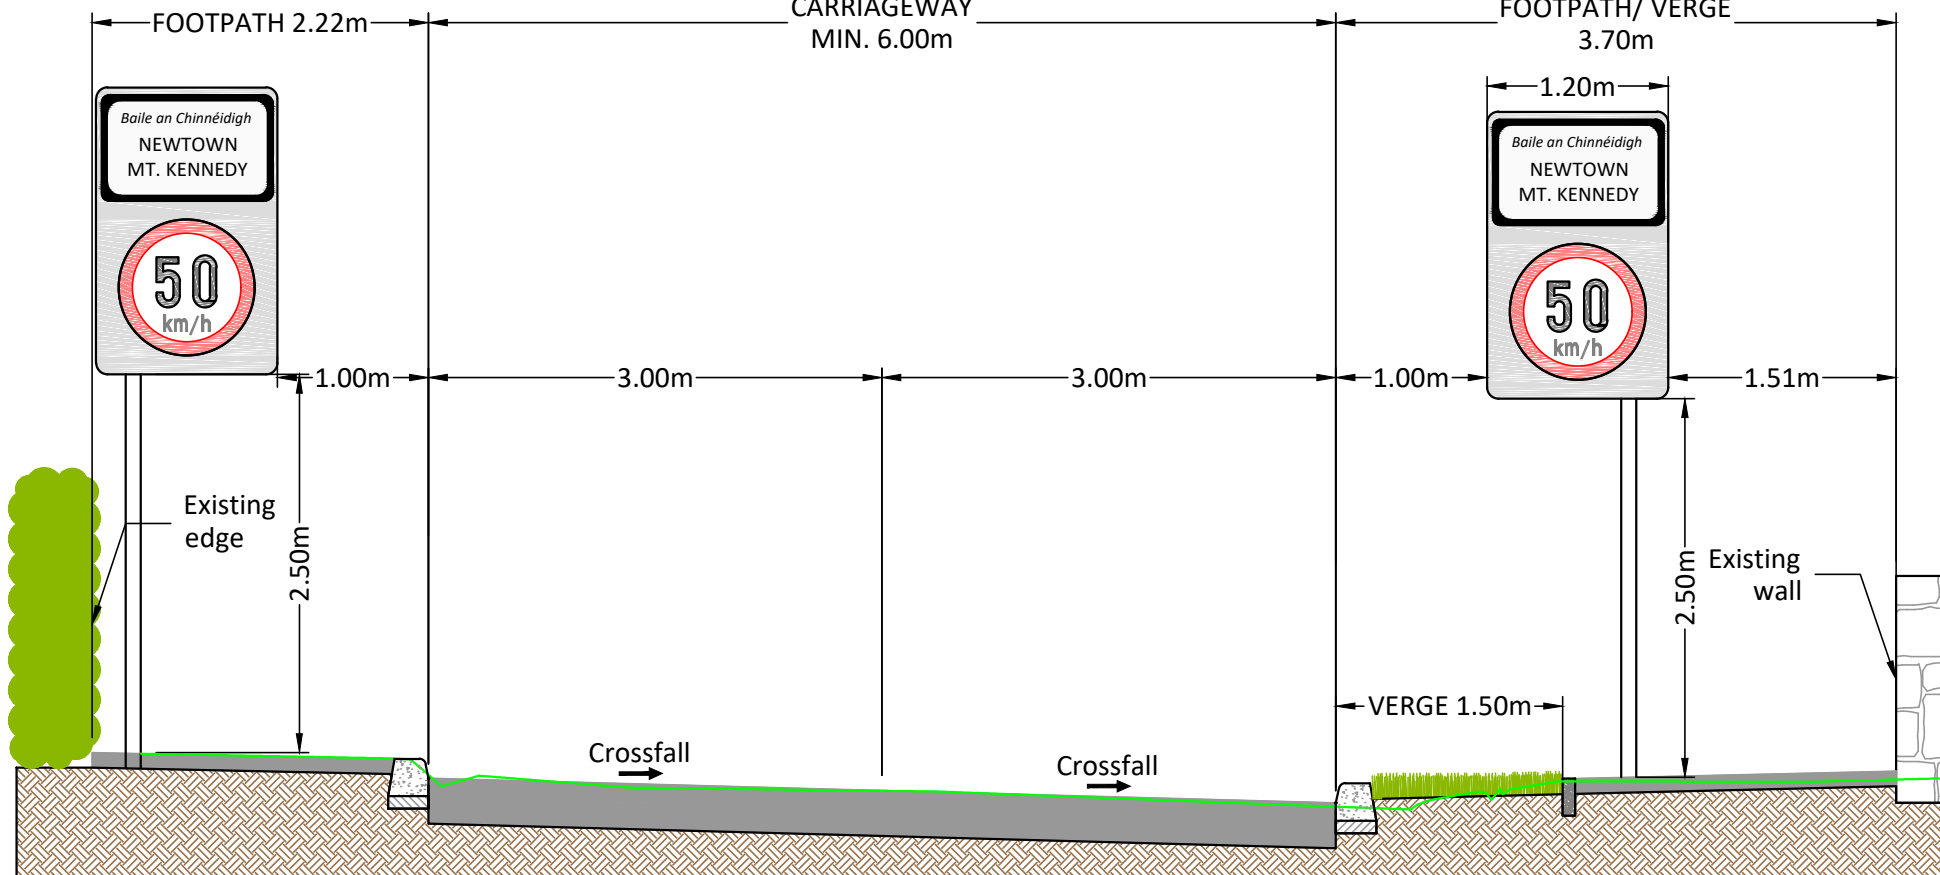 FOOTPATH 2.22m
CARRIAGEWAY
MIN. 6.00m
FOOTPATH/ VERGE
3.70m
1.20m
Baile an Chinnéidigh
NEWTOWN
MT. KENNEDY
50
km/h
Baile an Chinnéidigh
NEWTOWN
MT. KENNEDY
50
km/h
1.00m
3.00m
3.00m
1.00m
1.51m
Existing
edge
2.50m
2.50m
Existing
wall
VERGE 1.50m
Crossfall
Crossfall